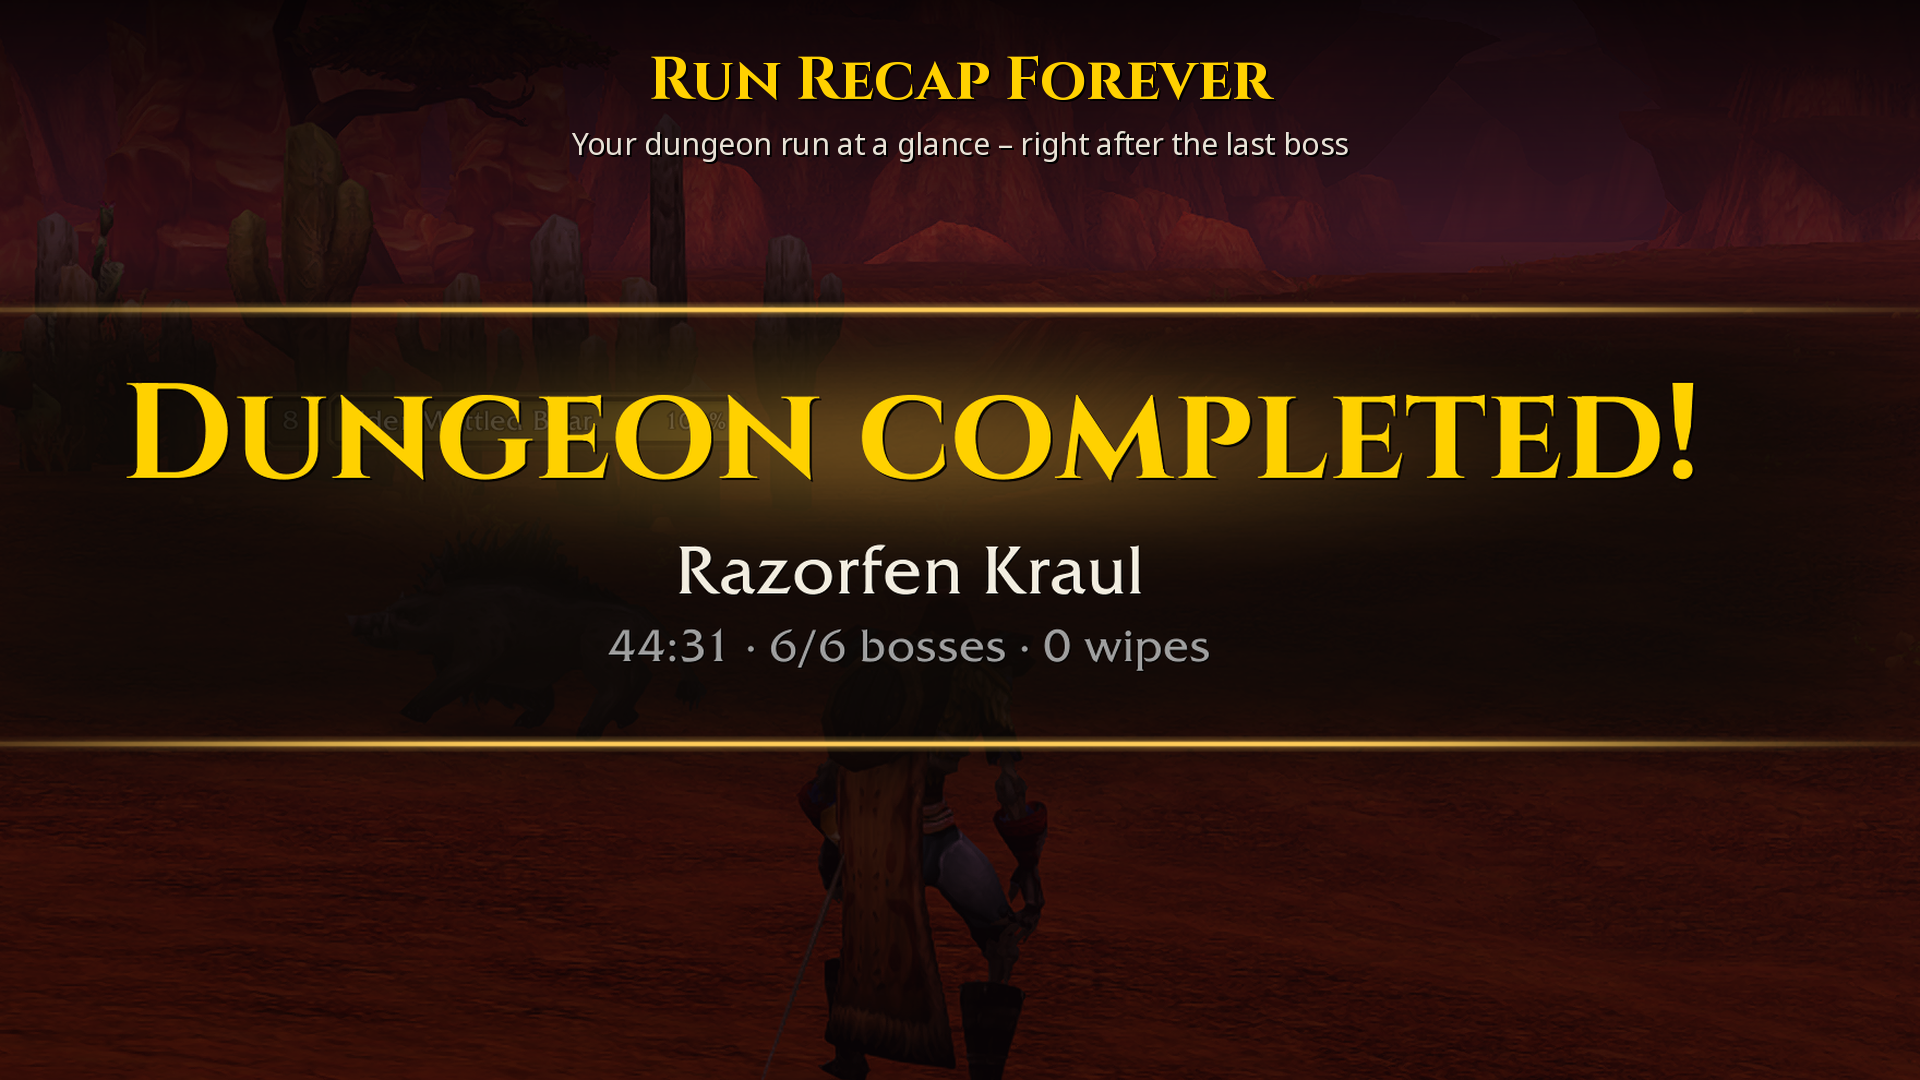 Run Recap Forever
Your dungeon run at a glance – right after the last boss
Dungeon completed!
Razorfen Kraul
44:31 · 6/6 bosses · 0 wipes